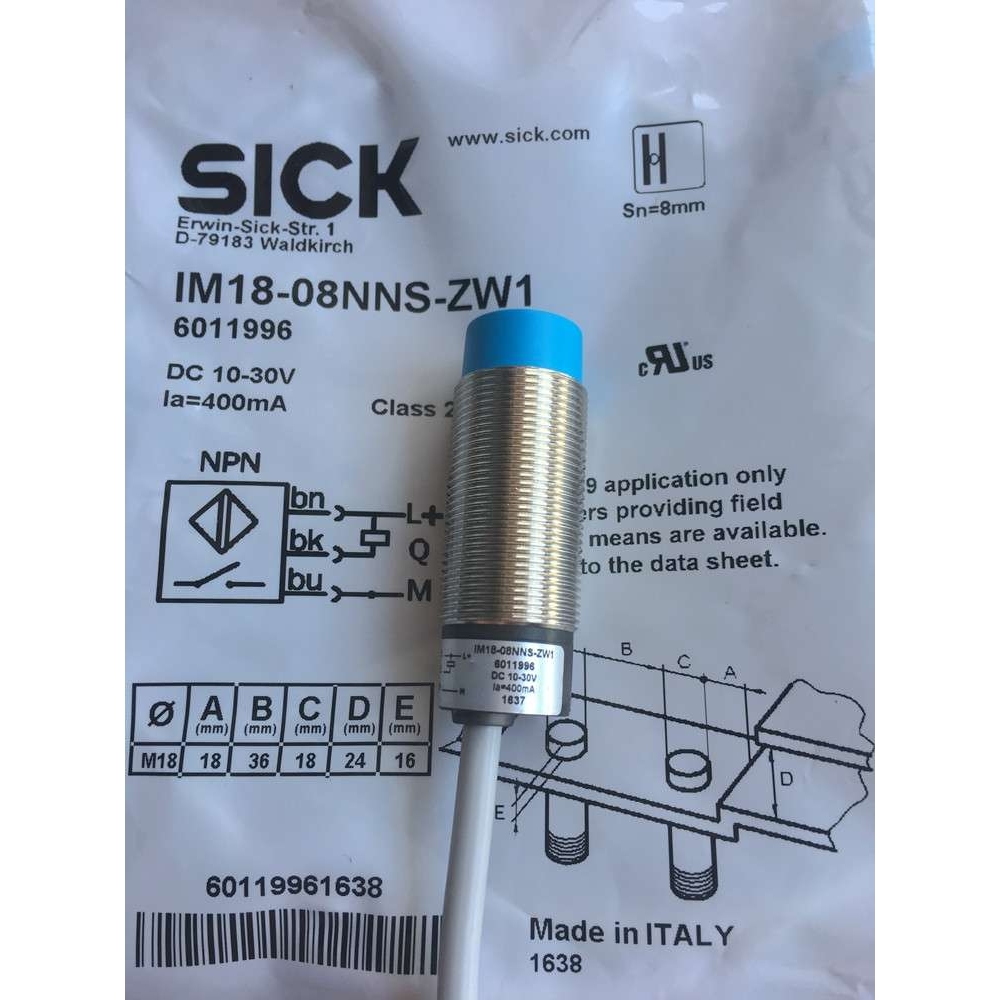 SICK
www.sick.com
Erwin-Sick-Str. 1
D-79183 Waldkirch
Sn=8mm
IM18-08NNS-ZW1
6011996
DC 10-30V
Ia=400mA
Class 2
c RU US
NPN
bn
L+
bk
Q
bu
M
9 application only
ers providing field
means are available.
to the data sheet.
L+
M
IM18-08NNS-ZW1
6011996
DC 10-30V
Ia=400mA
1637
B C A
D
E
Ø A (mm) B (mm) C (mm) D (mm) E (mm)
M18 18 36 18 24 16
60119961638
Made in ITALY
1638